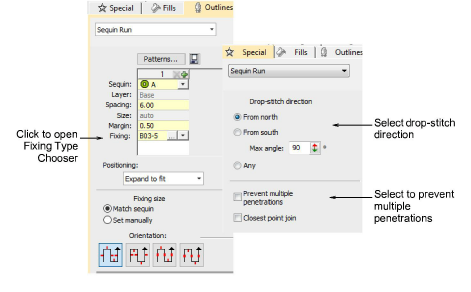 Special
Fills
Outlines
Sequin Run
Patterns...
1
Sequin:
A
Layer:
Base
Spacing:
6.00
Size:
auto
Margin:
0.50
Fixing:
B03-5
...
Positioning:
Expand to fit
Fixing size
Match sequin
Set manually
Orientation:
Click to open
Fixing Type
Chooser
Special
Fills
Outlines
Sequin Run
Drop-stitch direction
From north
From south
Max angle:
90
°
Any
Prevent multiple
penetrations
Closest point join
Select drop-stitch
direction
Select to prevent
multiple
penetrations